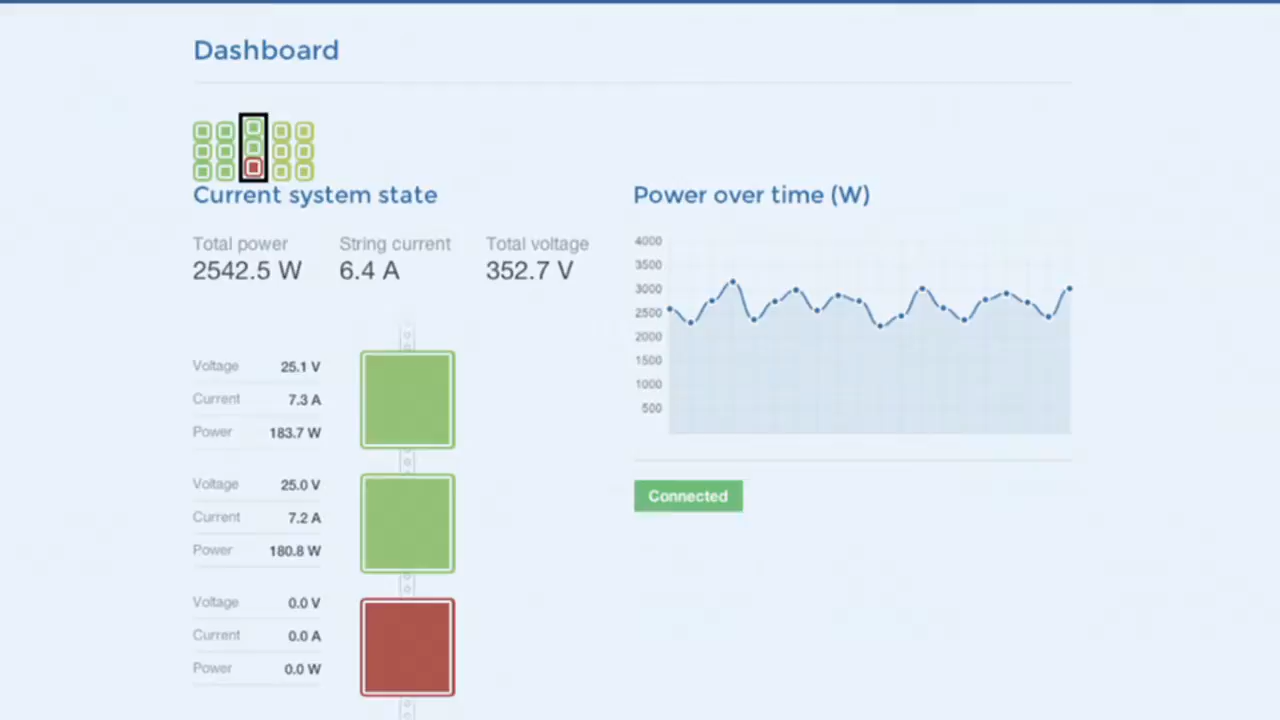 Dashboard
Current system state
Total power String current Total voltage
2542.5 W 6.4 A 352.7 V
Voltage 25.1 V
Current 7.3 A
Power 183.7 W
Voltage 25.0 V
Current 7.2 A
Power 180.8 W
Voltage 0.0 V
Current 0.0 A
Power 0.0 W
Power over time (W)
4000
3500
3000
2500
2000
1500
1000
500
Connected